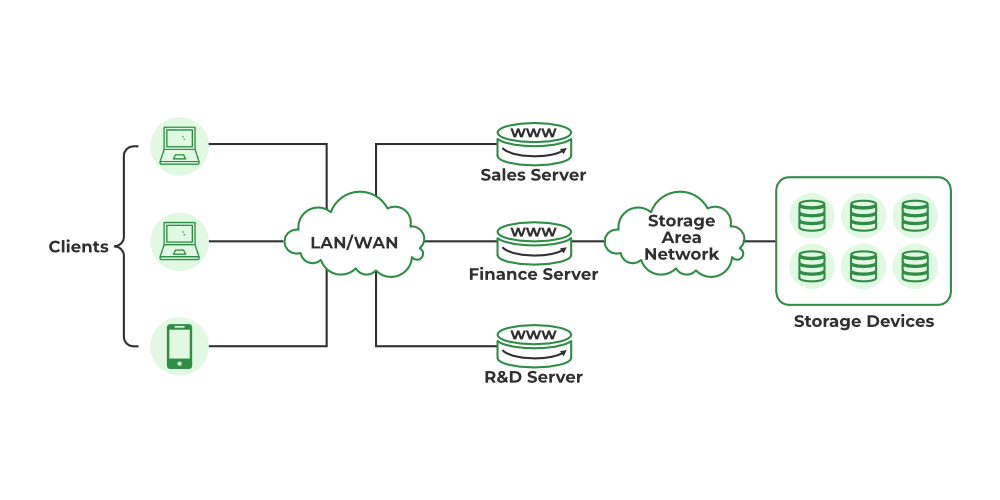 Clients
LAN/WAN
WWW
Sales Server
WWW
Finance Server
WWW
R&D Server
Storage
Area
Network
Storage Devices